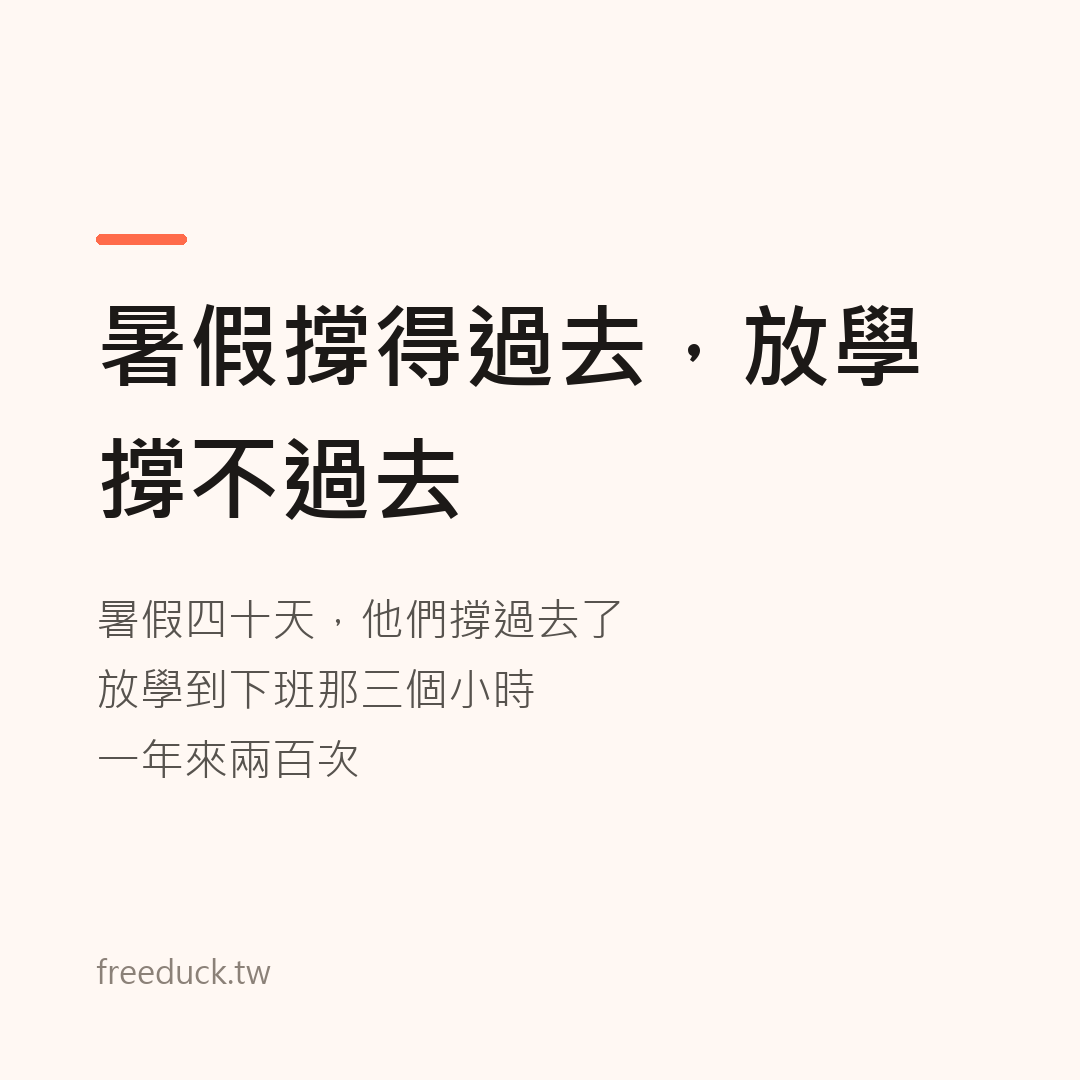 暑假撐得過去，放學
撐不過去
暑假四十天，他們撐過去了
放學到下班那三個小時
一年來兩百次
freeduck.tw